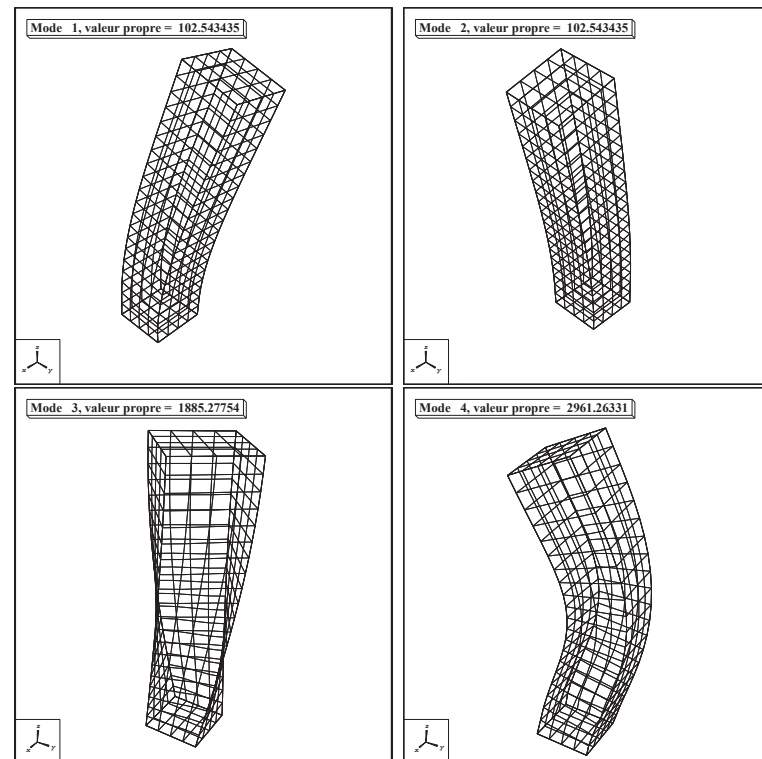 Mode 1, valeur propre = 102.543435
Mode 2, valeur propre = 102.543435
z
x y
z
x y
Mode 3, valeur propre = 1885.27754
Mode 4, valeur propre = 2961.26331
z
x y
z
x y